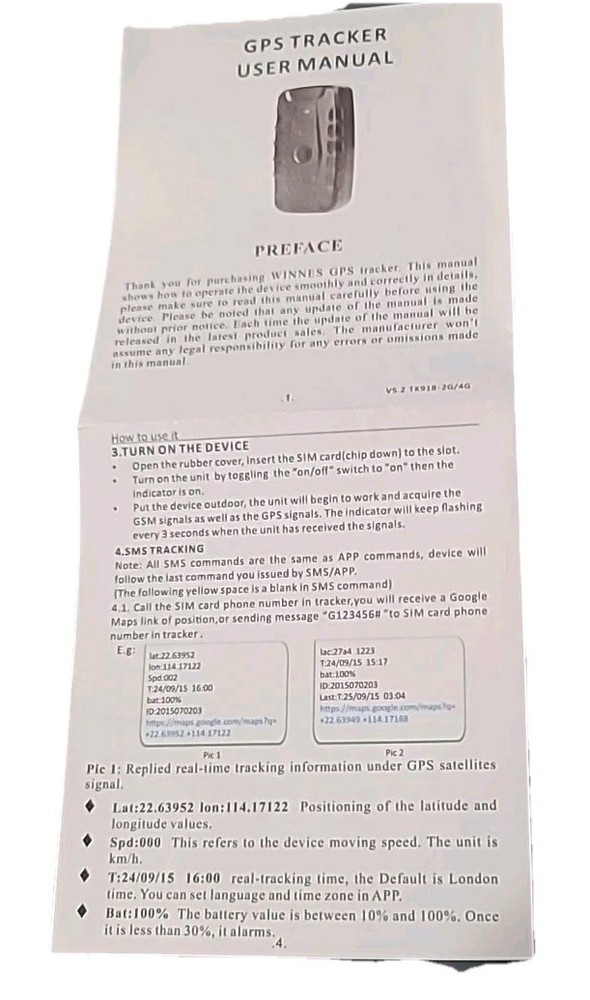 GPS TRACKER
USER MANUAL
PREFACE
Thank you for purchasing WINNES GPS tracker. This manual
shows how to operate the device smoothly and correctly in details,
please make sure to read this manual carefully before using the
device. Please be noted that any update of the manual is made
without prior notice. Each time the update of the manual will be
released in the latest product sales. The manufacturer won't
assume any legal responsibility for any errors or omissions made
in this manual.
.1.
V5.2 TK918-2G/4G
How to use it
3.TURN ON THE DEVICE
• Open the rubber cover, Insert the SIM card(chip down) to the slot.
• Turn on the unit by toggling the "on/off" switch to "on" then the
indicator is on.
• Put the device outdoor, the unit will begin to work and acquire the
GSM signals as well as the GPS signals. The indicator will keep flashing
every 3 seconds when the unit has received the signals.
4.SMS TRACKING
Note: All SMS commands are the same as APP commands, device will
follow the last command you issued by SMS/APP.
(The following yellow space is a blank in SMS command)
4.1. Call the SIM card phone number in tracker,you will receive a Google
Maps link of position,or sending message "G123456# "to SIM card phone
number in tracker .
E.g:
lat:22.63952
lon:114.17122
Spd:002
T:24/09/15 16:00
bat:100%
ID:2015070203
https://maps.google.com/maps?q=
+22.63952,+114.17122
Pic 1
lac:27a4 1223
T:24/09/15 15:17
bat:100%
ID:2015070203
Last:T:25/09/15 03:04
https://maps.google.com/maps?q=
+22.63949,+114.17188
Pic 2
Pic 1: Replied real-time tracking information under GPS satellites
signal.
◆ Lat:22.63952 lon:114.17122 Positioning of the latitude and
longitude values.
◆ Spd:000 This refers to the device moving speed. The unit is
km/h.
◆ T:24/09/15 16:00 real-tracking time, the Default is London
time. You can set language and time zone in APP.
◆ Bat:100% The battery value is between 10% and 100%. Once
it is less than 30%, it alarms.
.4.